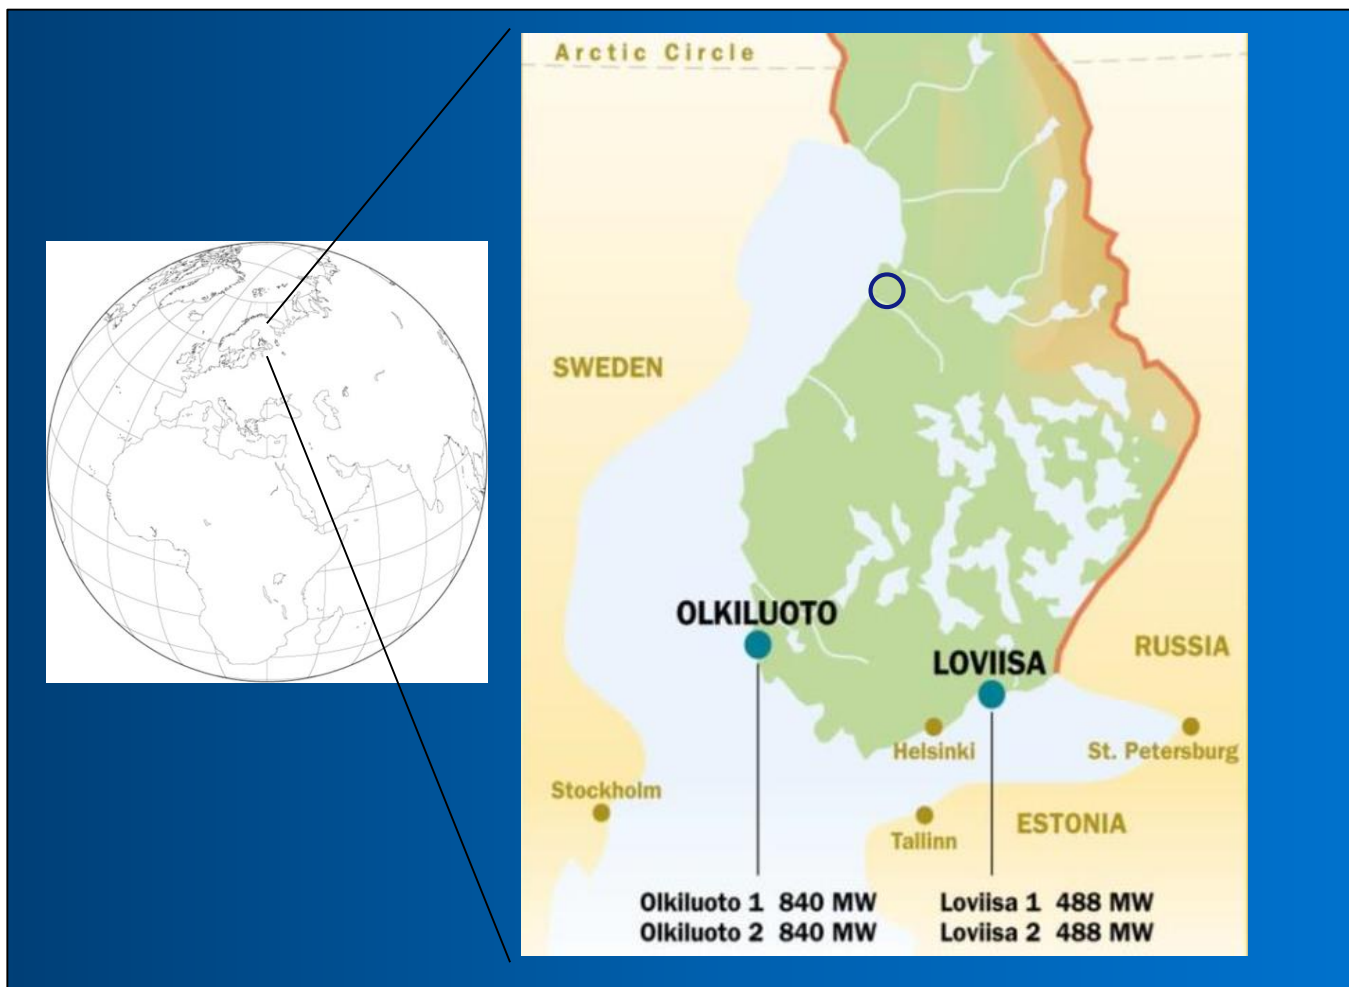 Arctic Circle
SWEDEN
OLKILUOTO
LOVIISA
RUSSIA
Helsinki
St. Petersburg
Stockholm
Tallinn
ESTONIA
Olkiluoto 1 840 MW
Olkiluoto 2 840 MW
Loviisa 1 488 MW
Loviisa 2 488 MW